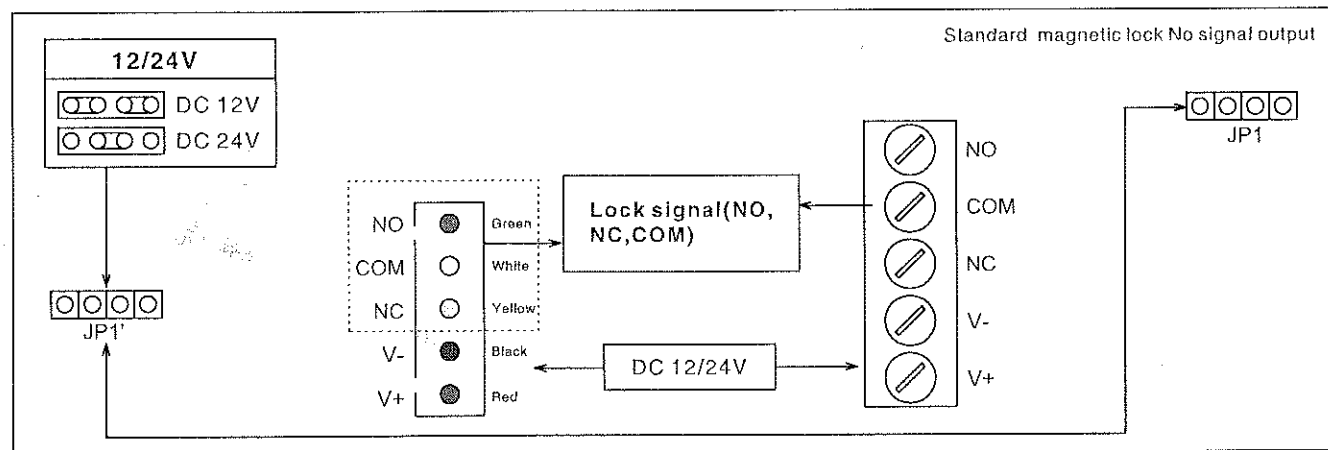 Standard magnetic lock No signal output
12/24V
DC 12V
DC 24V
JP1
NO
COM
NC
V-
V+
Lock signal(NO,
NC,COM)
NO Green
COM White
NC Yellow
V- Black
V+ Red
DC 12/24V
JP1'